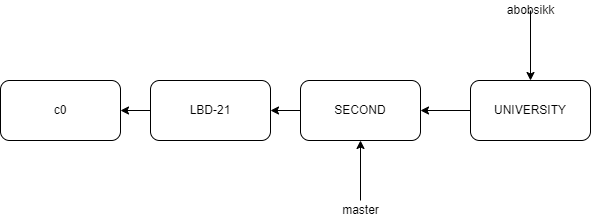 abobsikk
c0
LBD-21
SECOND
UNIVERSITY
master